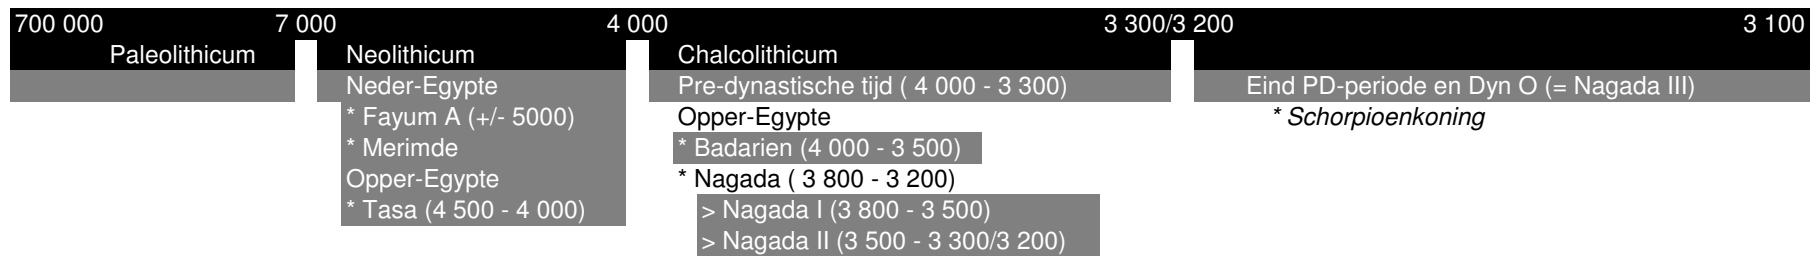 700 000 7 000 4 000 3 300/3 200 3 100
Paleolithicum Neolithicum Chalcolithicum
Neder-Egypte Pre-dynastische tijd ( 4 000 - 3 300) Eind PD-periode en Dyn O (= Nagada III)
* Fayum A (+/- 5000) Opper-Egypte * Schorpioenkoning
* Merimde * Badarien (4 000 - 3 500)
Opper-Egypte * Nagada ( 3 800 - 3 200)
* Tasa (4 500 - 4 000) > Nagada I (3 800 - 3 500)
> Nagada II (3 500 - 3 300/3 200)